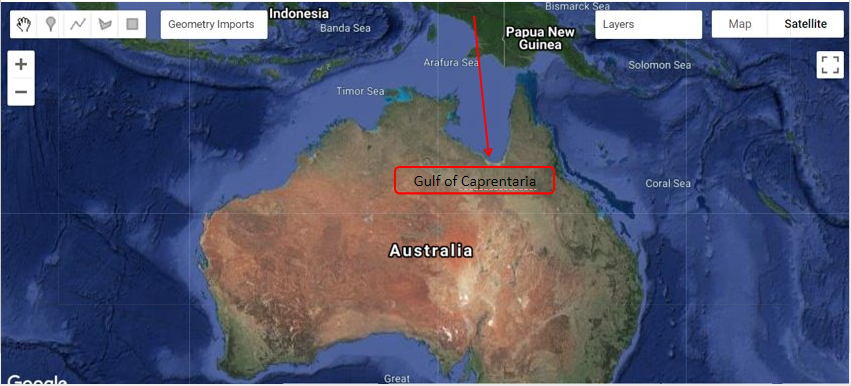 Geometry Imports
Layers
Map
Satellite
Indonesia
Bismarck Sea
Banda Sea
Papua New
Guinea
Arafura Sea
Solomon Sea
+
Timor Sea
−
Gulf of Caprentaria
Coral Sea
Australia
Great
Google